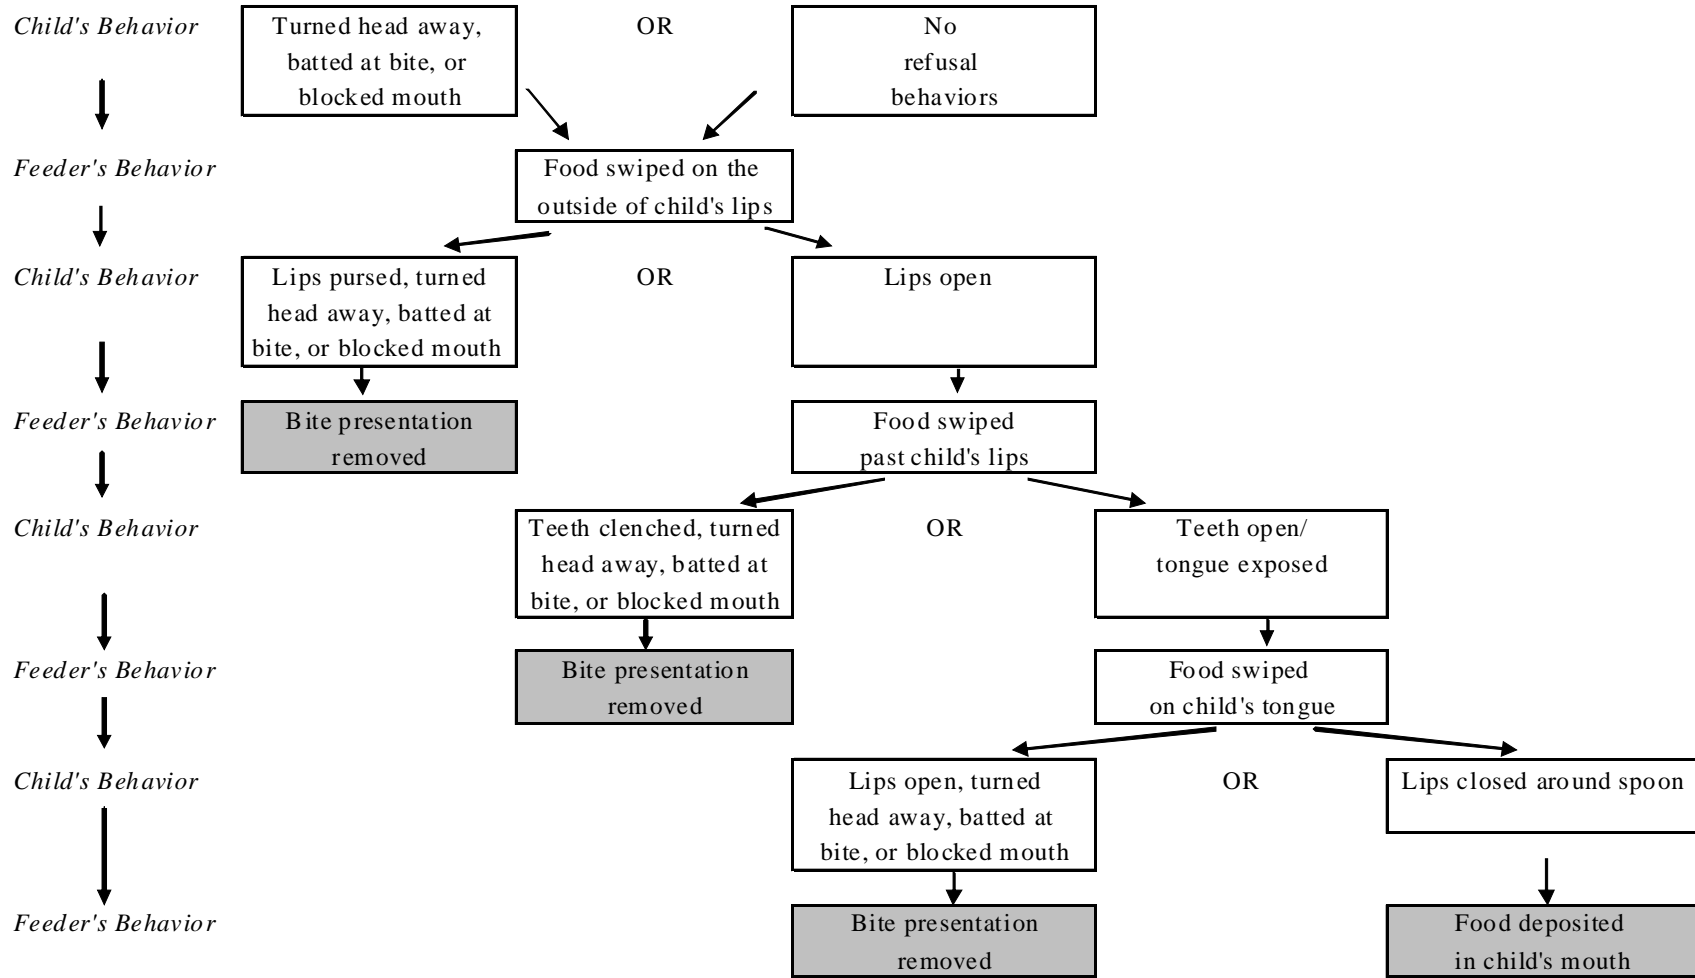 Child's Behavior
Turned head away,
batted at bite, or
blocked mouth
OR
No
refusal
behaviors
Feeder's Behavior
Food swiped on the
outside of child's lips
Child's Behavior
Lips pursed, turned
head away, batted at
bite, or blocked mouth
OR
Lips open
Feeder's Behavior
Bite presentation
removed
Food swiped
past child's lips
Child's Behavior
Teeth clenched, turned
head away, batted at
bite, or blocked mouth
OR
Teeth open/
tongue exposed
Feeder's Behavior
Bite presentation
removed
Food swiped
on child's tongue
Child's Behavior
Lips open, turned
head away, batted at
bite, or blocked mouth
OR
Lips closed around spoon
Feeder's Behavior
Bite presentation
removed
Food deposited
in child's mouth